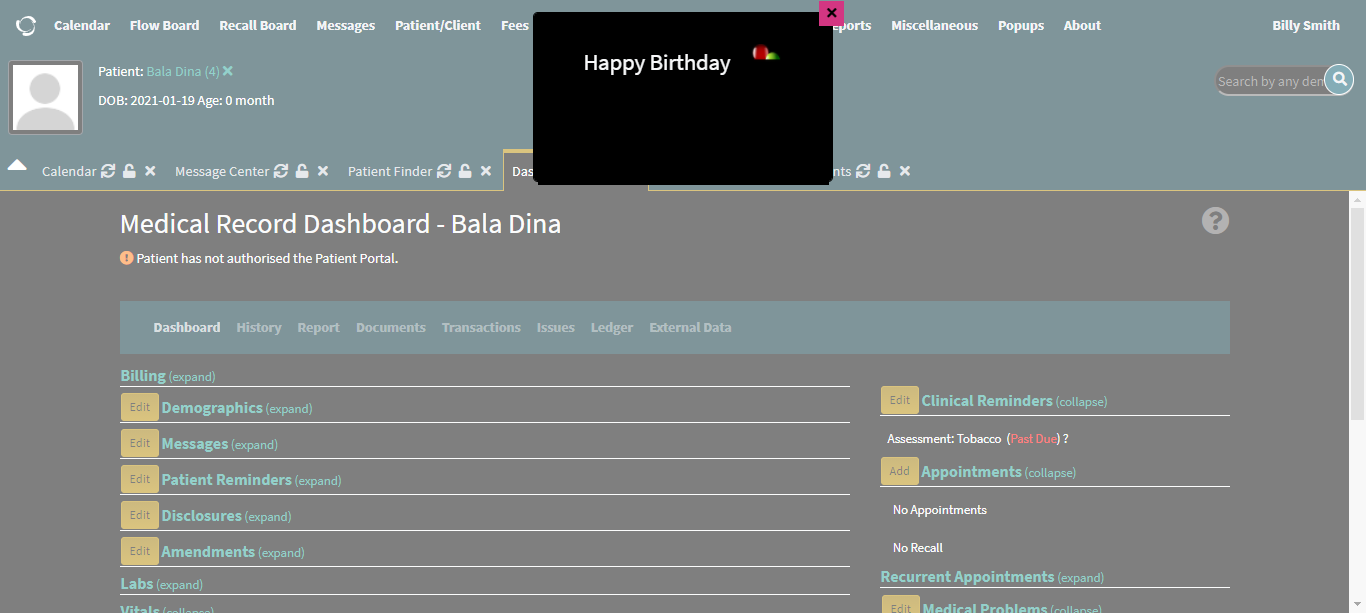 Calendar Flow Board Recall Board Messages Patient/Client Fees Miscellaneous Popups About Billy Smith
Happy Birthday
Patient: Bala Dina (4)
DOB: 2021-01-19 Age: 0 month
Search by any dem
Calendar Message Center Patient Finder
Medical Record Dashboard - Bala Dina
Patient has not authorised the Patient Portal.
Dashboard History Report Documents Transactions Issues Ledger External Data
Billing (expand)
Edit Demographics (expand)
Edit Messages (expand)
Edit Patient Reminders (expand)
Edit Disclosures (expand)
Edit Amendments (expand)
Labs (expand)
Vitals (collapse)
Edit Clinical Reminders (collapse)
Assessment: Tobacco (Past Due) ?
Add Appointments (collapse)
No Appointments
No Recall
Recurrent Appointments (expand)
Edit Medical Problems (collapse)